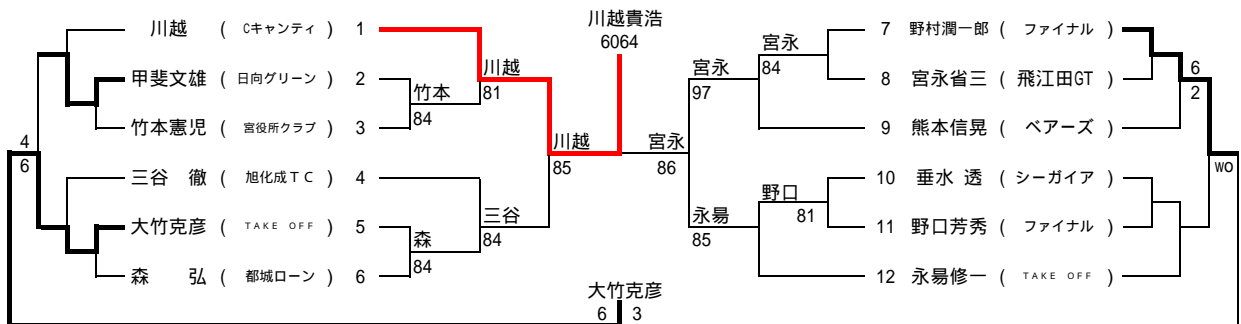 川越貴浩
6064
川越 ( Cキャンティ ) 1
甲斐文雄 ( 日向グリーン ) 2
竹本憲児 ( 宮役所クラブ ) 3
三谷 徹 ( 旭化成TC ) 4
大竹克彦 ( TAKE OFF ) 5
森 弘 ( 都城ローン ) 6
4
6
竹本
84
川越
81
森
84
三谷
84
川越
85
宮永
86
宮永
97
宮永
84
野口
81
永易
85
7 野村潤一郎 ( ファイナル )
8 宮永省三 ( 飛江田GT )
9 熊本信晃 ( ベアーズ )
10 垂水 透 ( シーガイア )
11 野口芳秀 ( ファイナル )
12 永易修一 ( TAKE OFF )
6
2
WO
大竹克彦
6 3